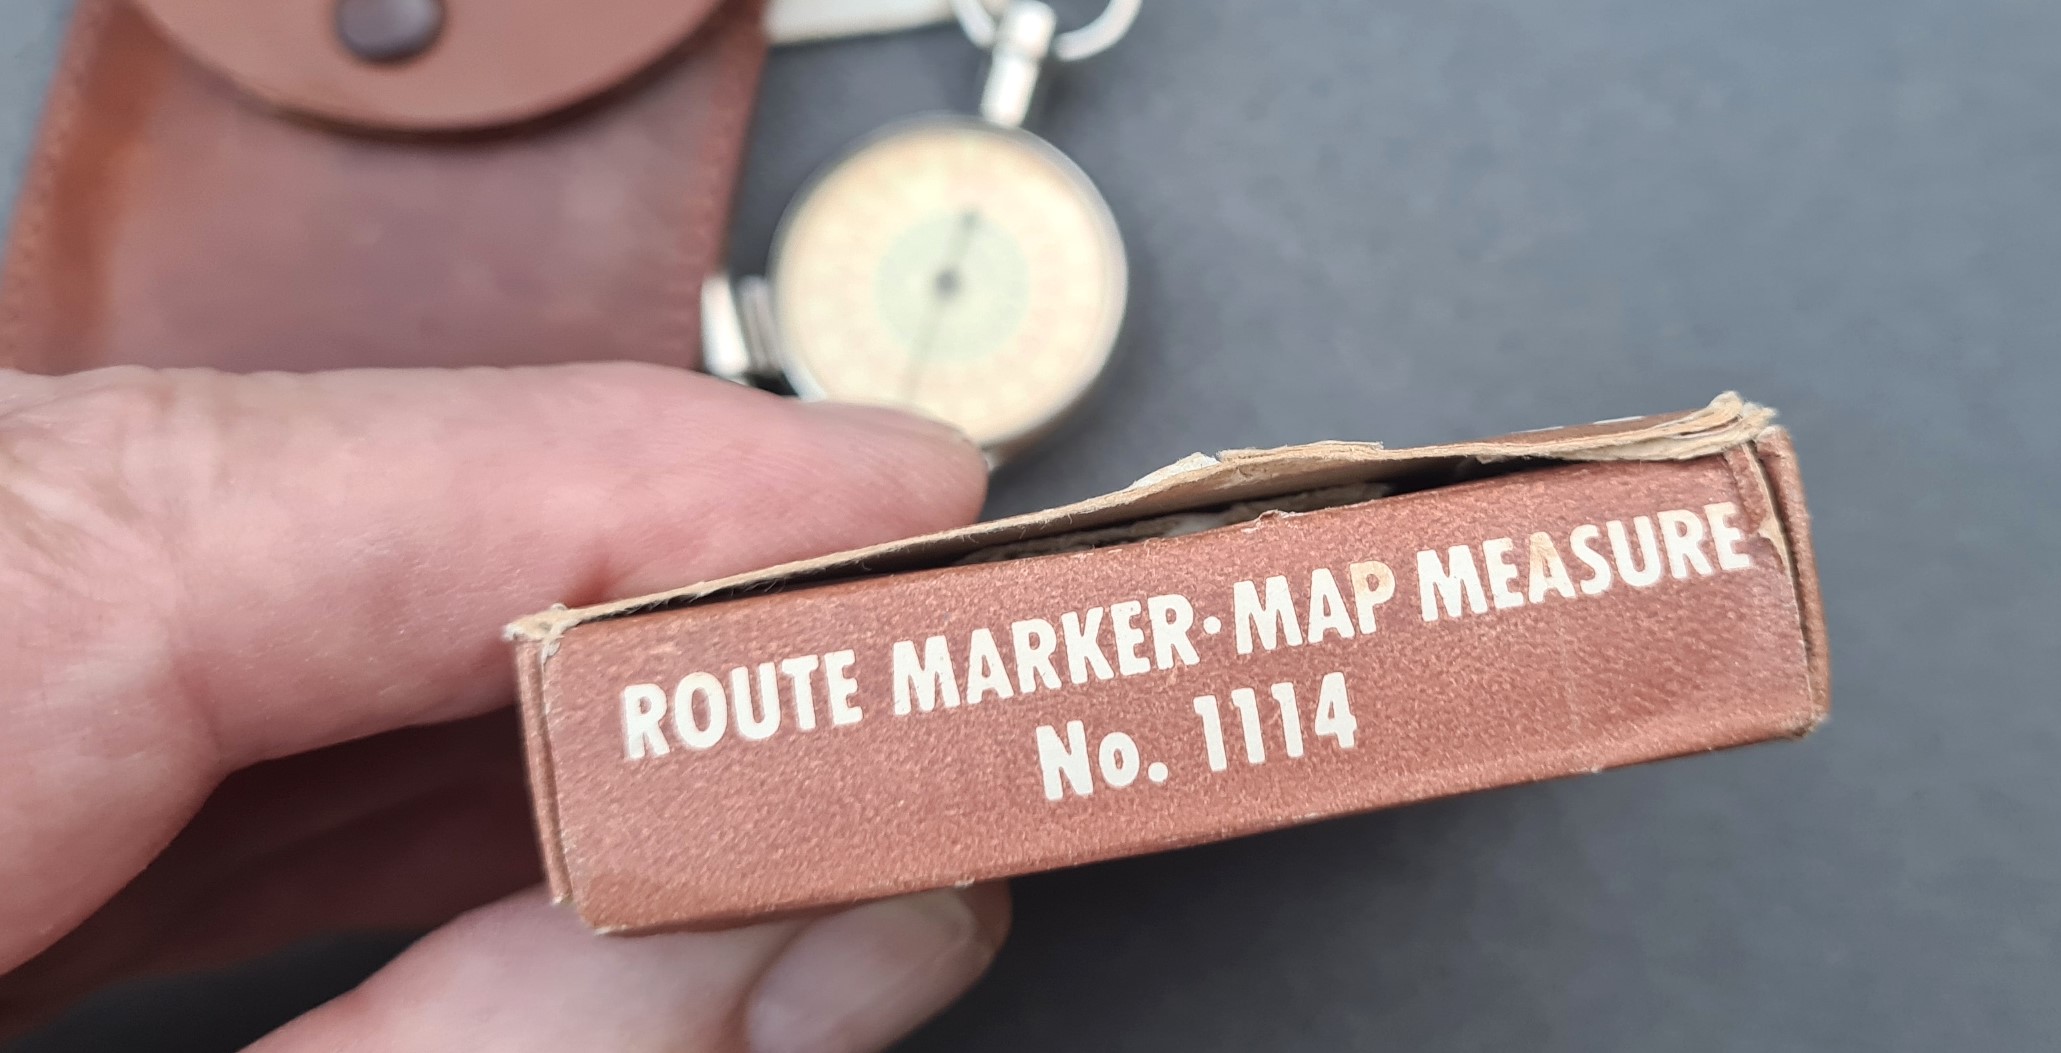 ROUTE MARKER·MAP MEASURE
No. 1114